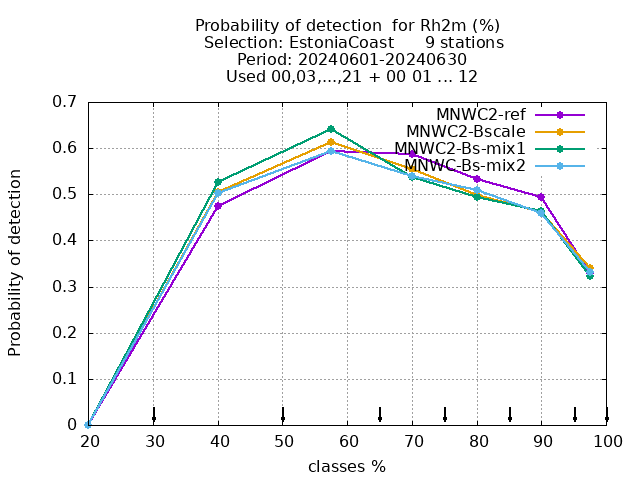 Probability of detection  for Rh2m (%)
Selection: EstoniaCoast      9 stations
Period: 20240601-20240630
Used 00,03,...,21 + 00 01 ... 12
MNWC2-ref
MNWC2-Bscale
MNWC2-Bs-mix1
MNWC-Bs-mix2
Probability of detection
0.7
0.6
0.5
0.4
0.3
0.2
0.1
0
20 30 40 50 60 70 80 90 100
classes %